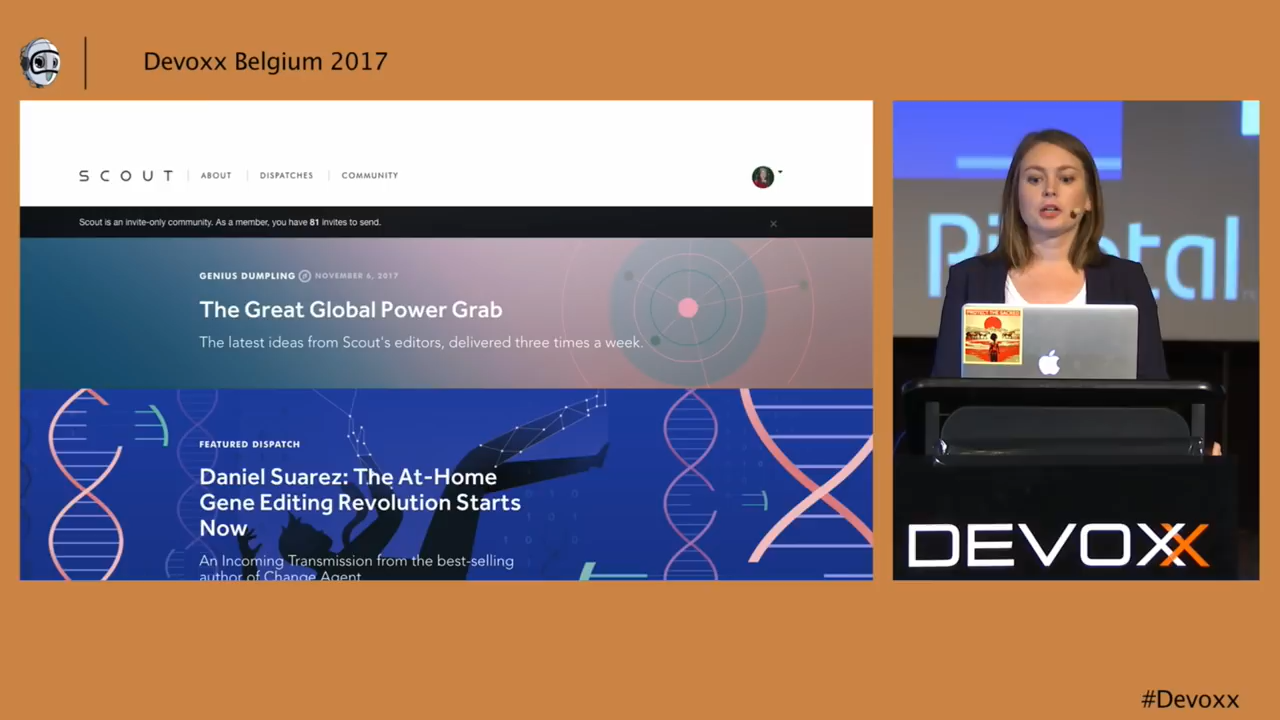 Devoxx Belgium 2017
SCOUT
ABOUT
DISPATCHES
COMMUNITY
Scout is an invite-only community. As a member, you have 81 invites to send.
GENIUS DUMPLING
NOVEMBER 6, 2017
The Great Global Power Grab
The latest ideas from Scout's editors, delivered three times a week.
FEATURED DISPATCH
Daniel Suarez: The At-Home
Gene Editing Revolution Starts
Now
An Incoming Transmission from the best-selling
author of Change Agent
PROTECT THE SACRED
DEVOXX
#Devoxx